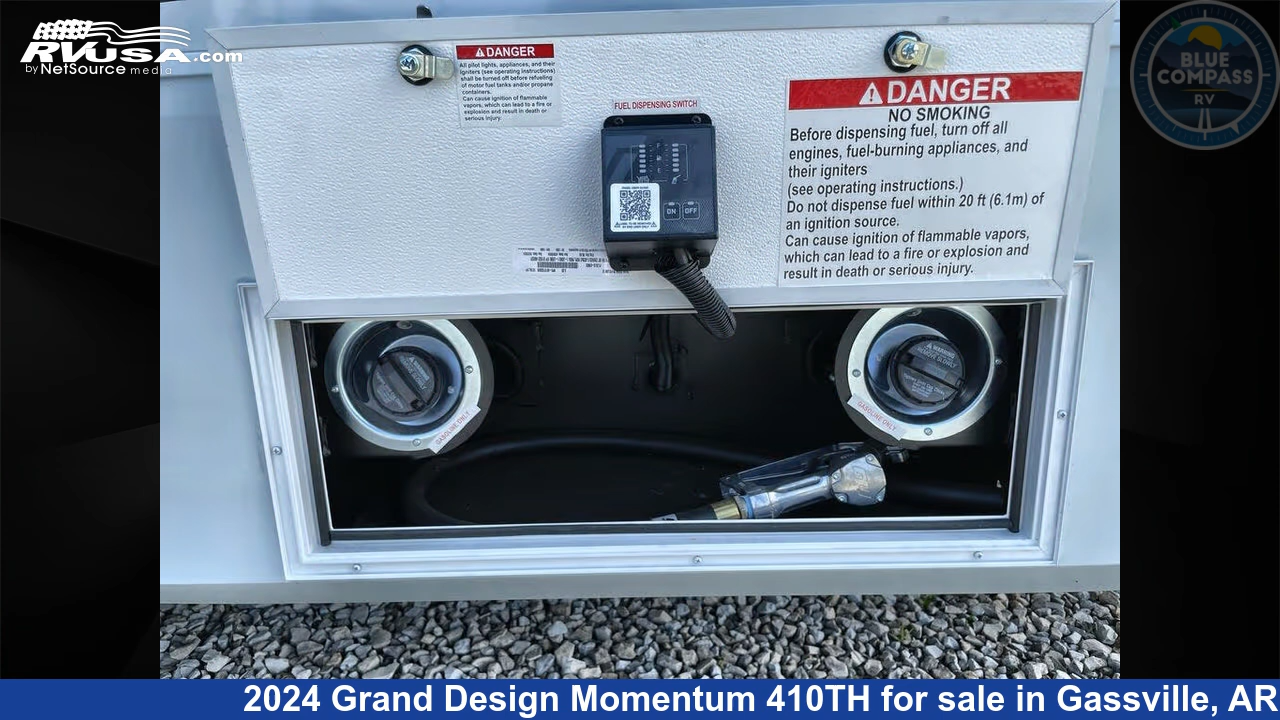 RVUSA.com
by NetSource media
BLUE
COMPASS
RV
DANGER
All pilot lights, appliances, and their
igniters (see operating instructions)
shall be turned off before refueling
of motor fuel tanks and/or propane
containers.
Can cause ignition of flammable
vapors, which can lead to a fire or
explosion and result in death or
serious injury.
FUEL DISPENSING SWITCH
ON OFF
DANGER
NO SMOKING
Before dispensing fuel, turn off all
engines, fuel-burning appliances, and
their igniters
(see operating instructions.)
Do not dispense fuel within 20 ft (6.1m) of
an ignition source.
Can cause ignition of flammable vapors,
which can lead to a fire or explosion and
result in death or serious injury.
WARNING
GASOLINE ONLY
WARNING
GASOLINE ONLY
2024 Grand Design Momentum 410TH for sale in Gassville, AR